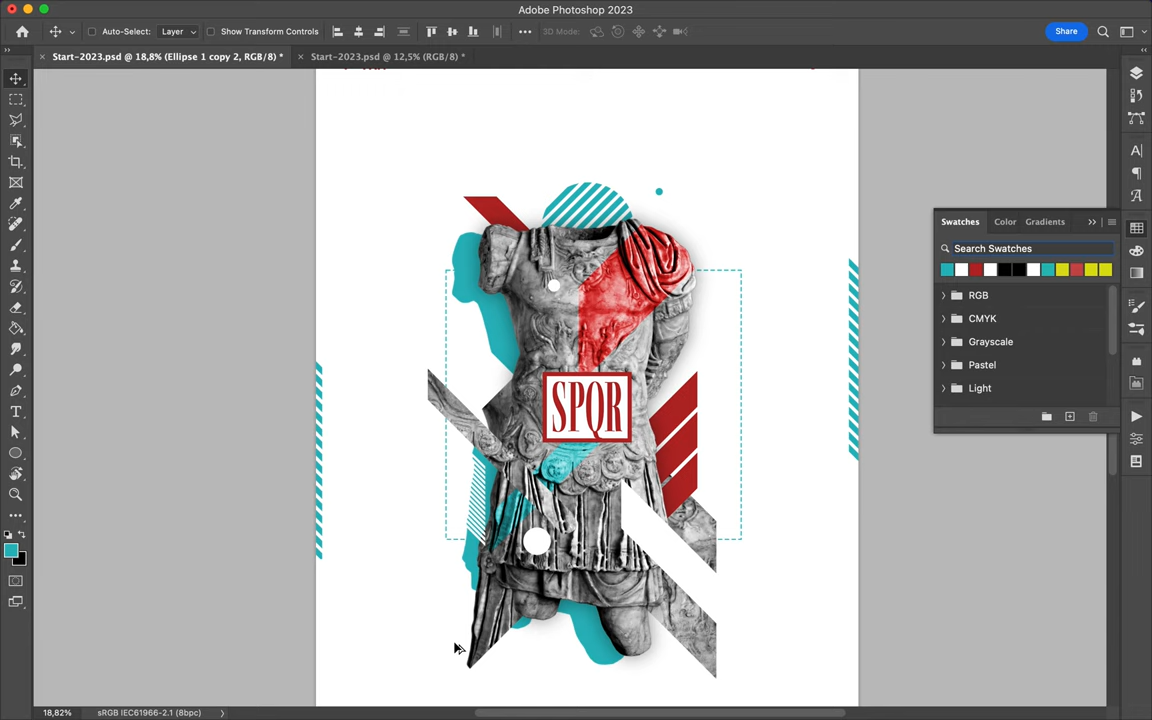 Adobe Photoshop 2023
Auto-Select: Layer Show Transform Controls 3D Mode: Share
Start-2023.psd @ 18,8% (Ellipse 1 copy 2, RGB/8) * Start-2023.psd @ 12,5% (RGB/8) *
Swatches Color Gradients
Search Swatches
RGB
CMYK
Grayscale
Pastel
Light
SPQR
18,82% sRGB IEC61966-2.1 (8bpc)